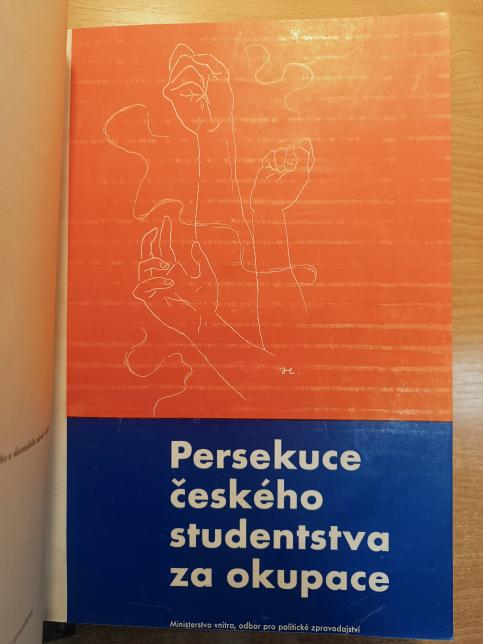 Persekuce
českého
studentstva
za okupace
Ministerstvo vnitra, odbor pro politické zpravodajství